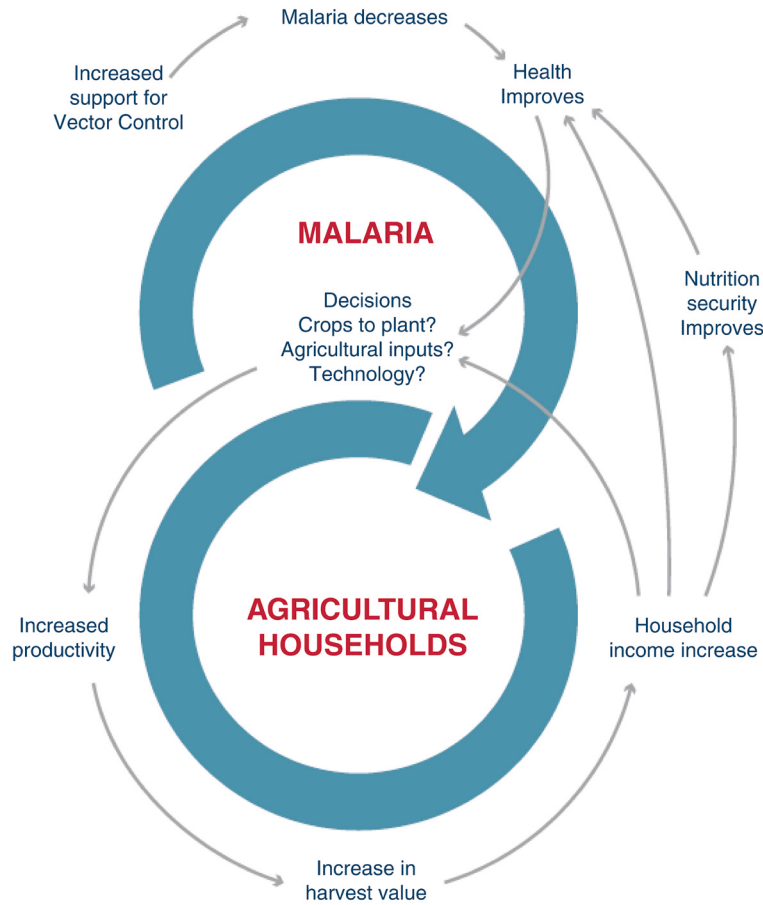 Malaria decreases
Increased
support for
Vector Control
Health
Improves
MALARIA
Nutrition
security
Improves
Decisions
Crops to plant?
Agricultural inputs?
Technology?
AGRICULTURAL
HOUSEHOLDS
Increased
productivity
Household
income increase
Increase in
harvest value